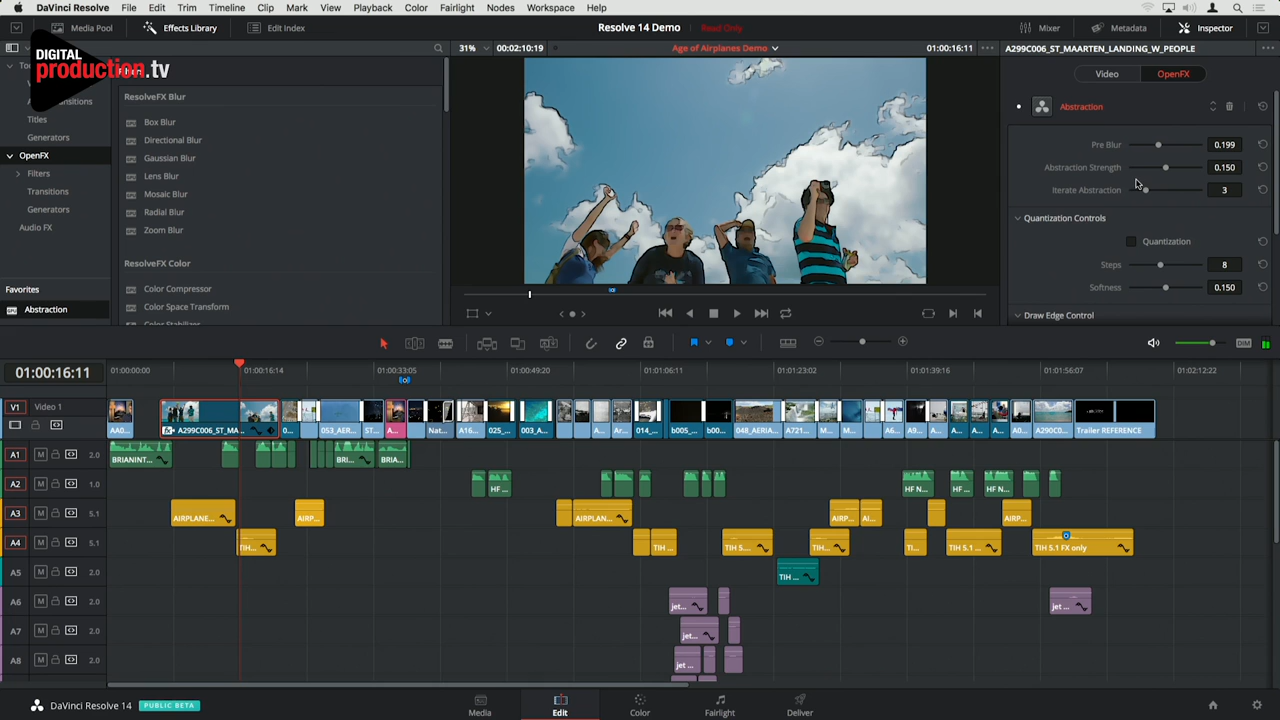 DaVinci Resolve File Edit Trim Timeline Clip Mark View Playback Color Fairlight Nodes Workspace Help
Media Pool Effects Library Edit Index Resolve 14 Demo Read Only Mixer Metadata Inspector
31% 00:02:10:19 Age of Airplanes Demo 01:00:16:11 A299C006_ST_MAARTEN_LANDING_W_PEOPLE
DIGITAL
production.tv
Video OpenFX
Titles
Generators
OpenFX
Filters
Transitions
Generators
Audio FX
Favorites
Abstraction
ResolveFX Blur
Box Blur
Directional Blur
Gaussian Blur
Lens Blur
Mosaic Blur
Radial Blur
Zoom Blur
ResolveFX Color
Color Compressor
Color Space Transform
Color Stabilizer
Abstraction
Pre Blur 0.199
Abstraction Strength 0.150
Iterate Abstraction 3
Quantization Controls
Quantization
Steps 8
Softness 0.150
Draw Edge Control
DIM
01:00:16:11 01:00:00:00 01:00:16:14 01:00:33:05 01:00:49:20 01:01:06:11 01:01:23:02 01:01:39:16 01:01:56:07 01:02:12:22
V1 Video 1
AA0... A299C006_ST_MA... 0... 053_AER... ST... A... Nat... A16... 025_... 003_A... A... Ar... 014_... b005_... b00... 048_AERIA... A721... M... M... A6... A9... A... A... A... A0... A290C0... Trailer REFERENCE
A1 M 2.0 BRIANINT... BRI... BRIA...
A2 M 1.0 HF ... HF N... HF ... HF N...
A3 M 5.1 AIRPLANE... AIRP... AIRPLAN... AIRP... AI... AIRP...
A4 M 5.1 TIH... TIH ... TIH 5.... TIH... TI... TIH 5.1 ... TIH 5.1 FX only
A5 M 2.0 TIH ...
A6 M 2.0 jet... jet ...
A7 M 2.0 jet...
A8 M 2.0 jet ...
DaVinci Resolve 14 PUBLIC BETA Media Edit Color Fairlight Deliver